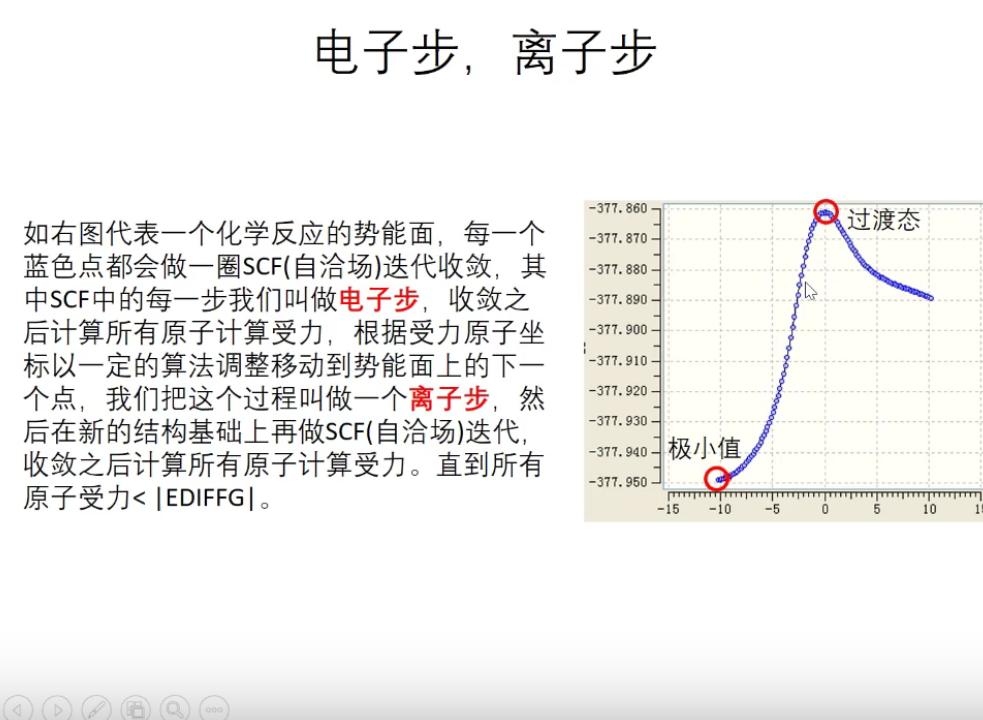 电子步，离子步
如右图代表一个化学反应的势能面，每一个
蓝色点都会做一圈SCF(自洽场)迭代收敛，其
中SCF中的每一步我们叫做电子步，收敛之
后计算所有原子计算受力，根据受力原子坐
标以一定的算法调整移动到势能面上的下一
个点，我们把这个过程叫做一个离子步，然
后在新的结构基础上再做SCF(自洽场)迭代，
收敛之后计算所有原子计算受力。直到所有
原子受力< |EDIFFG|。
-377.860
过渡态
-377.870
-377.880
-377.890
-377.900
-377.910
-377.920
-377.930
-377.940
极小值
-377.950
-15 -10 -5 0 5 10